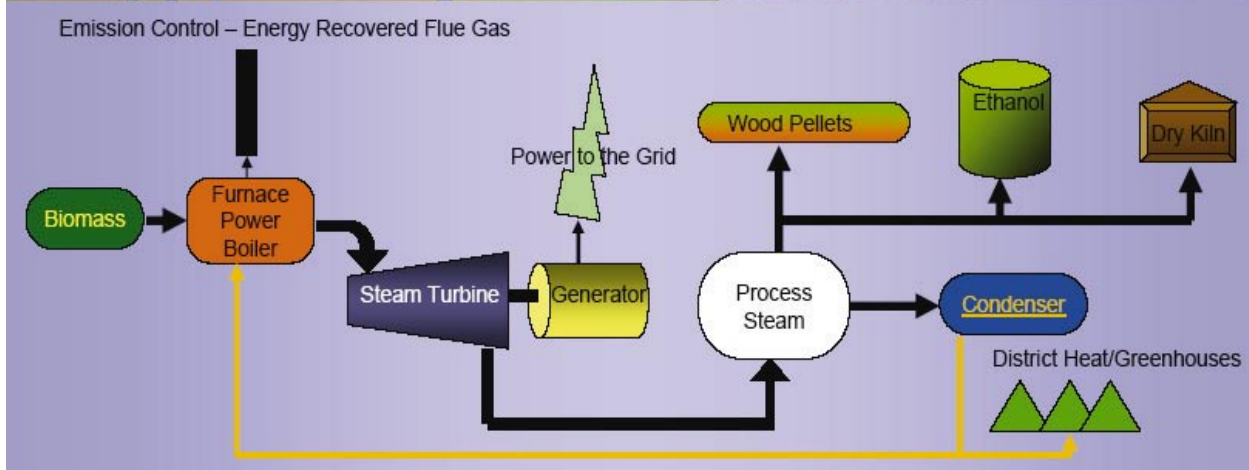 Emission Control – Energy Recovered Flue Gas
Ethanol
Wood Pellets
Dry Kiln
Power to the Grid
Biomass
Furnace
Power
Boiler
Steam Turbine
Generator
Process
Steam
Condenser
District Heat/Greenhouses